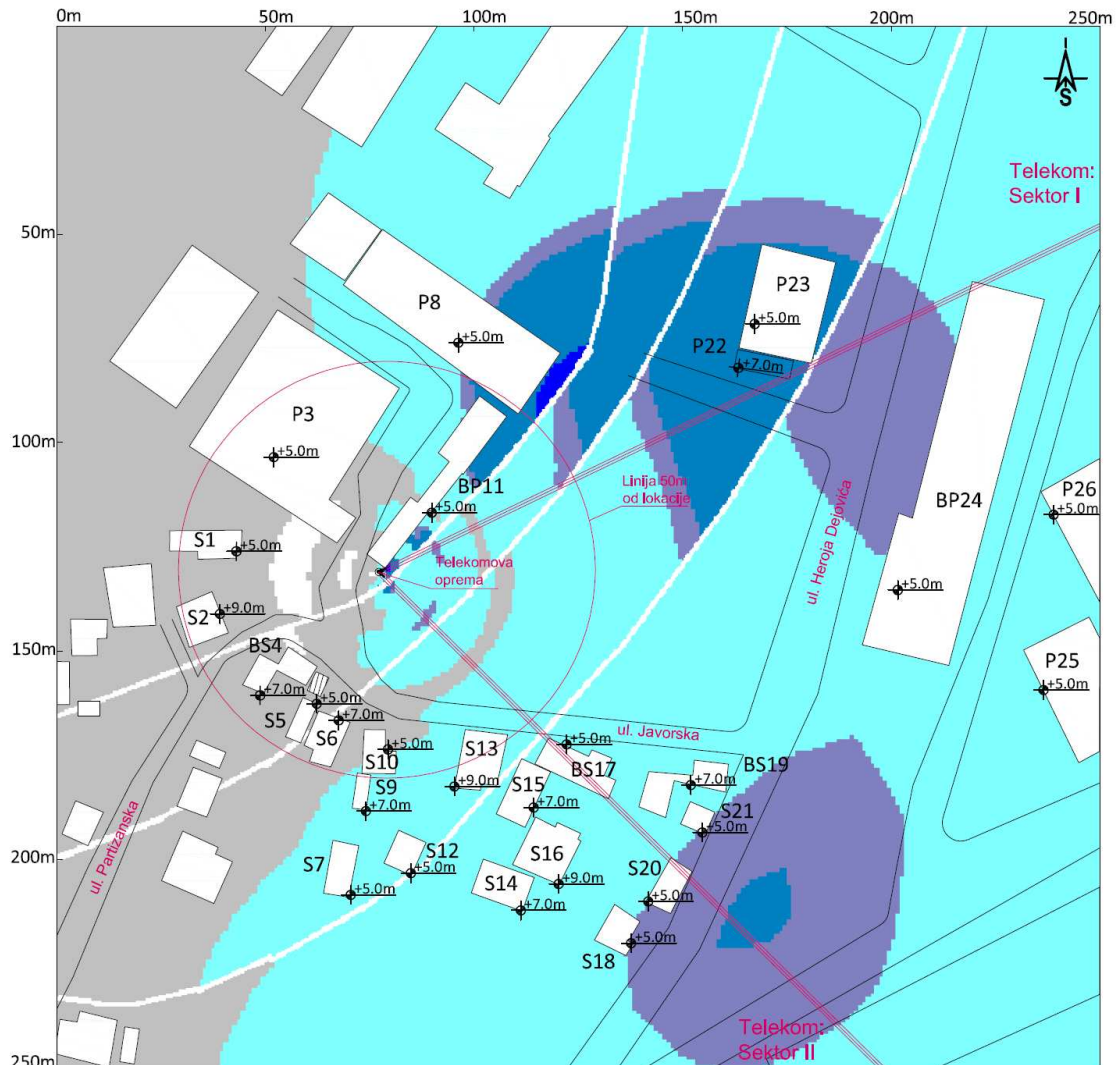 0m
50m
100m
150m
200m
250m
S
Telekom:
Sektor I
50m
P23
+5.0m
P8
+5.0m
P22
+7.0m
P3
+5.0m
100m
Linija 50m
od lokacije
BP11
+5.0m
BP24
+5.0m
P26
+5.0m
S1
+5.0m
Telekomova
oprema
ul. Heroja Dejovića
S2
+9.0m
150m
BS4
+7.0m
P25
+5.0m
S5
+5.0m
S6
+7.0m
ul. Javorska
S10
+5.0m
S13
+9.0m
+5.0m
BS17
BS19
+7.0m
S9
+7.0m
S15
+7.0m
S21
+5.0m
ul. Partizanska
200m
S7
+5.0m
S12
+5.0m
S16
+9.0m
S14
+7.0m
S20
+5.0m
S18
+5.0m
Telekom:
Sektor II
250m